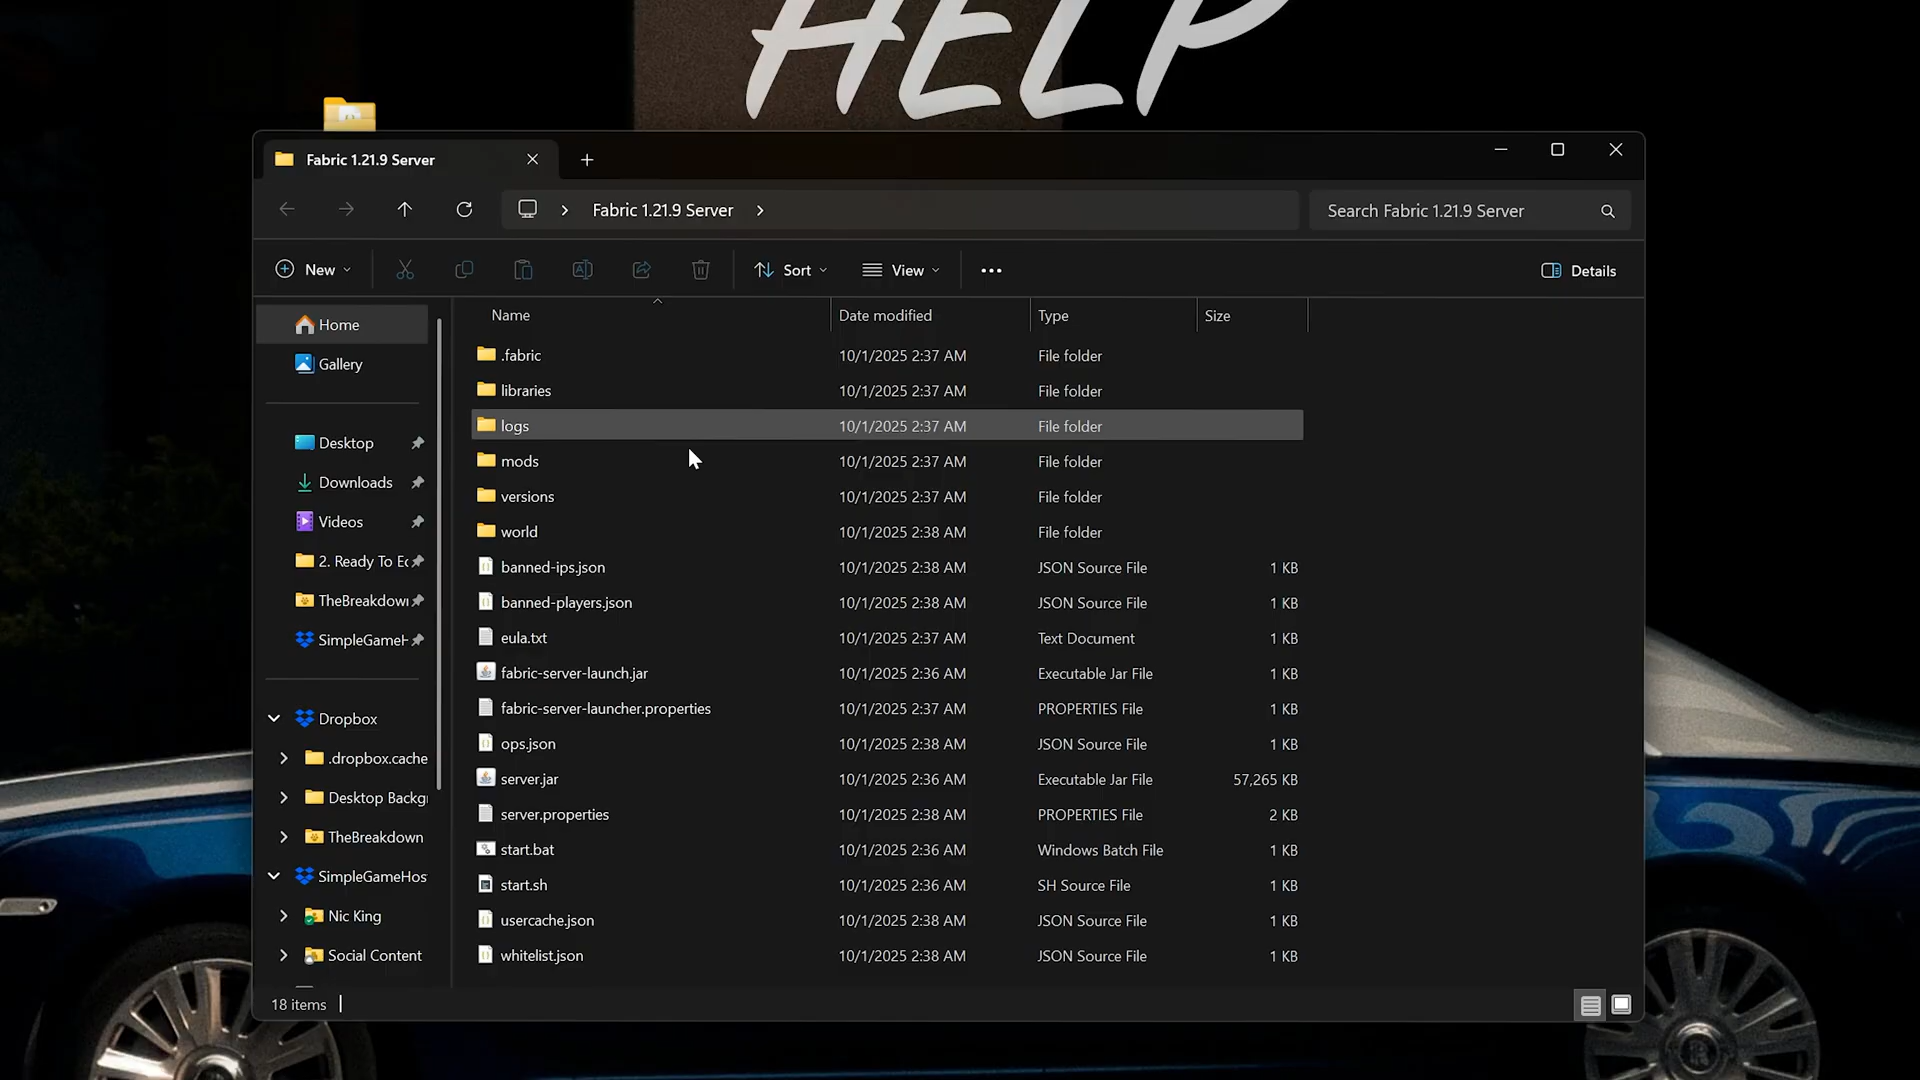 HELP
Fabric 1.21.9 Server
Fabric 1.21.9 Server
Search Fabric 1.21.9 Server
New
Sort
View
Details
Name Date modified Type Size
Home
Gallery
Desktop
Downloads
Videos
2. Ready To Ec
TheBreakdow
SimpleGameH
Dropbox
.dropbox.cache
Desktop Backg
TheBreakdown
SimpleGameHos
Nic King
Social Content
.fabric 10/1/2025 2:37 AM File folder
libraries 10/1/2025 2:37 AM File folder
logs 10/1/2025 2:37 AM File folder
mods 10/1/2025 2:37 AM File folder
versions 10/1/2025 2:37 AM File folder
world 10/1/2025 2:38 AM File folder
banned-ips.json 10/1/2025 2:38 AM JSON Source File 1 KB
banned-players.json 10/1/2025 2:38 AM JSON Source File 1 KB
eula.txt 10/1/2025 2:37 AM Text Document 1 KB
fabric-server-launch.jar 10/1/2025 2:36 AM Executable Jar File 1 KB
fabric-server-launcher.properties 10/1/2025 2:37 AM PROPERTIES File 1 KB
ops.json 10/1/2025 2:38 AM JSON Source File 1 KB
server.jar 10/1/2025 2:36 AM Executable Jar File 57,265 KB
server.properties 10/1/2025 2:38 AM PROPERTIES File 2 KB
start.bat 10/1/2025 2:36 AM Windows Batch File 1 KB
start.sh 10/1/2025 2:36 AM SH Source File 1 KB
usercache.json 10/1/2025 2:38 AM JSON Source File 1 KB
whitelist.json 10/1/2025 2:38 AM JSON Source File 1 KB
18 items